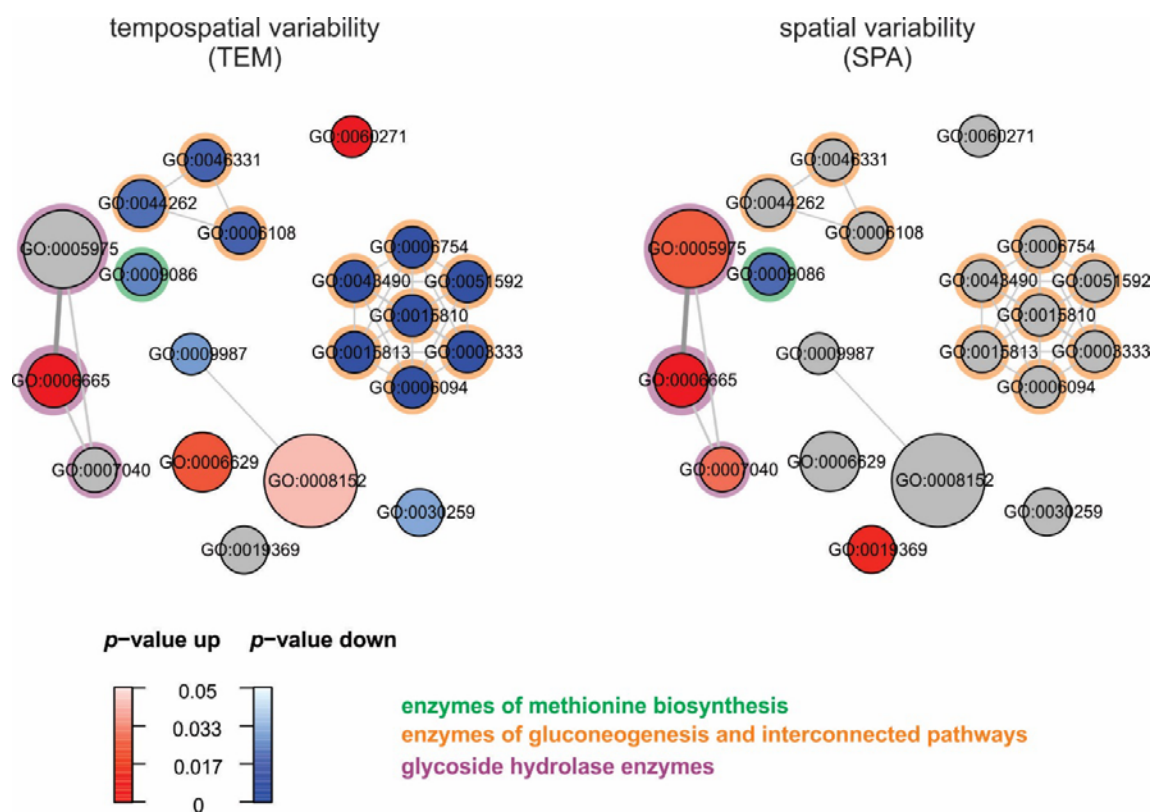 tempospatial variability
(TEM)
spatial variability
(SPA)
GO:0060271
GO:0046331
GO:0044262
GO:0006108
GO:0005975
GO:0009086
GO:0006754
GO:0043490
GO:0051592
GO:0015810
GO:0015813
GO:0003333
GO:0006094
GO:0009987
GO:0006665
GO:0007040
GO:0006629
GO:0008152
GO:0030259
GO:0019369
GO:0060271
GO:0046331
GO:0044262
GO:0006108
GO:0005975
GO:0009086
GO:0006754
GO:0043490
GO:0051592
GO:0015810
GO:0015813
GO:0003333
GO:0006094
GO:0009987
GO:0006665
GO:0007040
GO:0006629
GO:0008152
GO:0030259
GO:0019369
p−value up
p−value down
0.05
0.033
0.017
0
enzymes of methionine biosynthesis
enzymes of gluconeogenesis and interconnected pathways
glycoside hydrolase enzymes